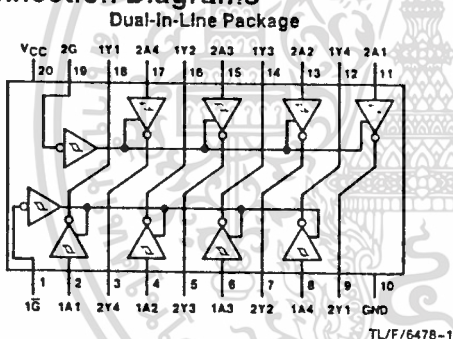 Dual-In-Line Package
VCC 2G 1Y1 2A4 1Y2 2A3 1Y3 2A2 1Y4 2A1
20 19 18 17 16 15 14 13 12 11
1 2 3 4 5 6 7 8 9 10
1G̅ 1A1 2Y4 1A2 2Y3 1A3 2Y2 1A4 2Y1 GND
TL/F/6478-1